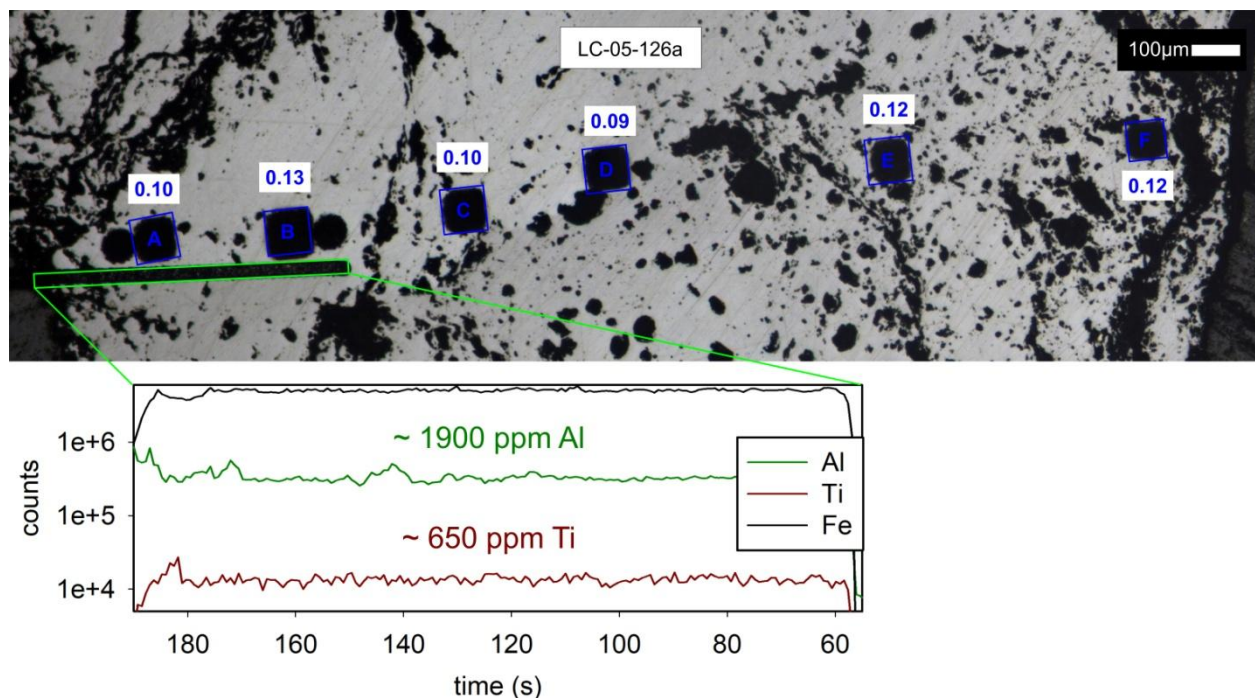 LC-05-126a
100µm
0.10
0.13
0.10
0.09
0.12
0.12
A
B
C
D
E
F
1e+6
1e+5
1e+4
counts
~ 1900 ppm Al
~ 650 ppm Ti
Al
Ti
Fe
180 160 140 120 100 80 60
time (s)